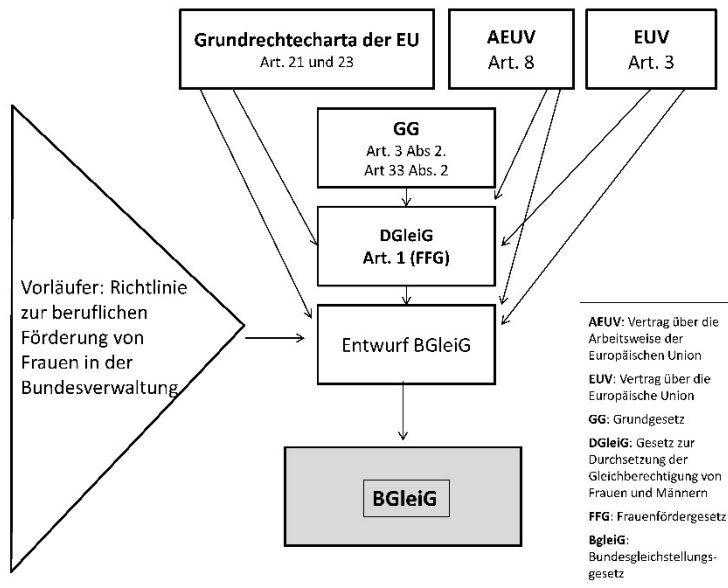 Grundrechtecharta der EU
Art. 21 und 23
AEUV
Art. 8
EUV
Art. 3
GG
Art. 3 Abs 2.
Art 33 Abs. 2
DGleiG
Art. 1 (FFG)
Vorläufer: Richtlinie
zur beruflichen
Förderung von
Frauen in der
Bundesverwaltung
Entwurf BGleiG
BGleiG
AEUV: Vertrag über die
Arbeitsweise der
Europäischen Union
EUV: Vertrag über die
Europäische Union
GG: Grundgesetz
DGleiG: Gesetz zur
Durchsetzung der
Gleichberechtigung von
Frauen und Männern
FFG: Frauenfördergesetz
BgleiG:
Bundesgleichstellungs-
gesetz